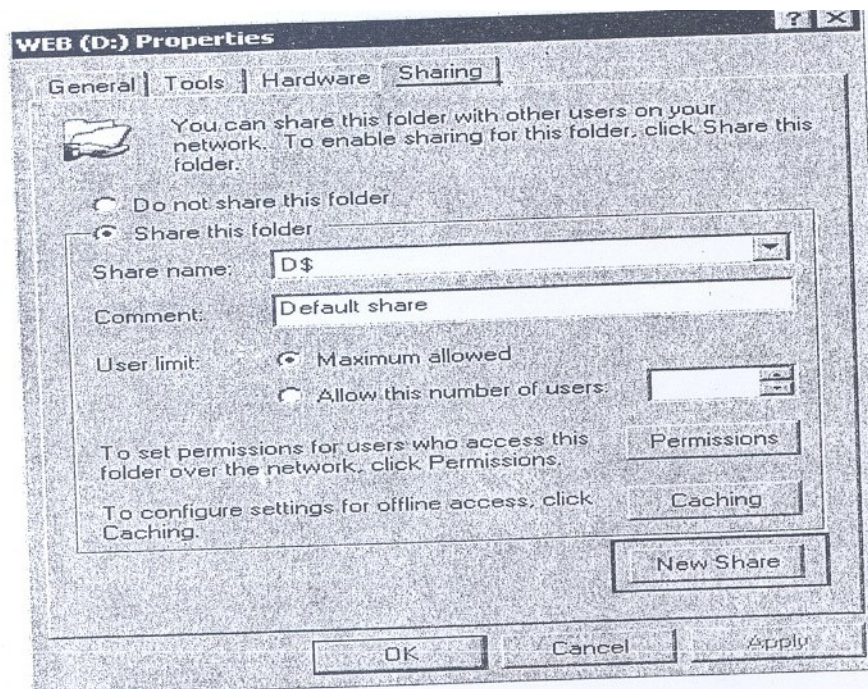 ? X
WEB (D:) Properties
General Tools Hardware Sharing
You can share this folder with other users on your
network. To enable sharing for this folder, click Share this
folder.
Do not share this folder
Share this folder
Share name: D$
Comment: Default share
User limit: Maximum allowed
Allow this number of users:
To set permissions for users who access this
folder over the network, click Permissions.
Permissions
To configure settings for offline access, click
Caching.
Caching
New Share
OK Cancel Apply